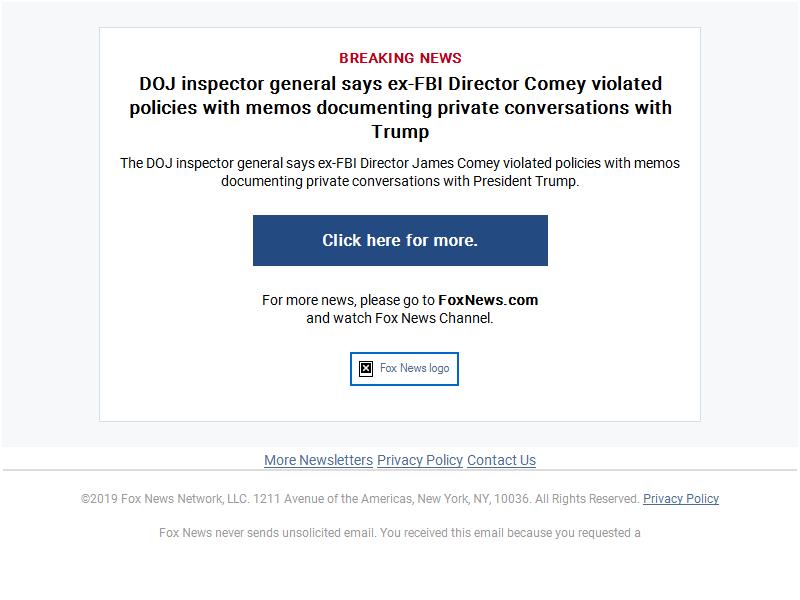 BREAKING NEWS
DOJ inspector general says ex-FBI Director Comey violated
policies with memos documenting private conversations with
Trump
The DOJ inspector general says ex-FBI Director James Comey violated policies with memos
documenting private conversations with President Trump.
Click here for more.
For more news, please go to FoxNews.com
and watch Fox News Channel.
Fox News logo
More Newsletters Privacy Policy Contact Us
©2019 Fox News Network, LLC. 1211 Avenue of the Americas, New York, NY, 10036. All Rights Reserved. Privacy Policy
Fox News never sends unsolicited email. You received this email because you requested a